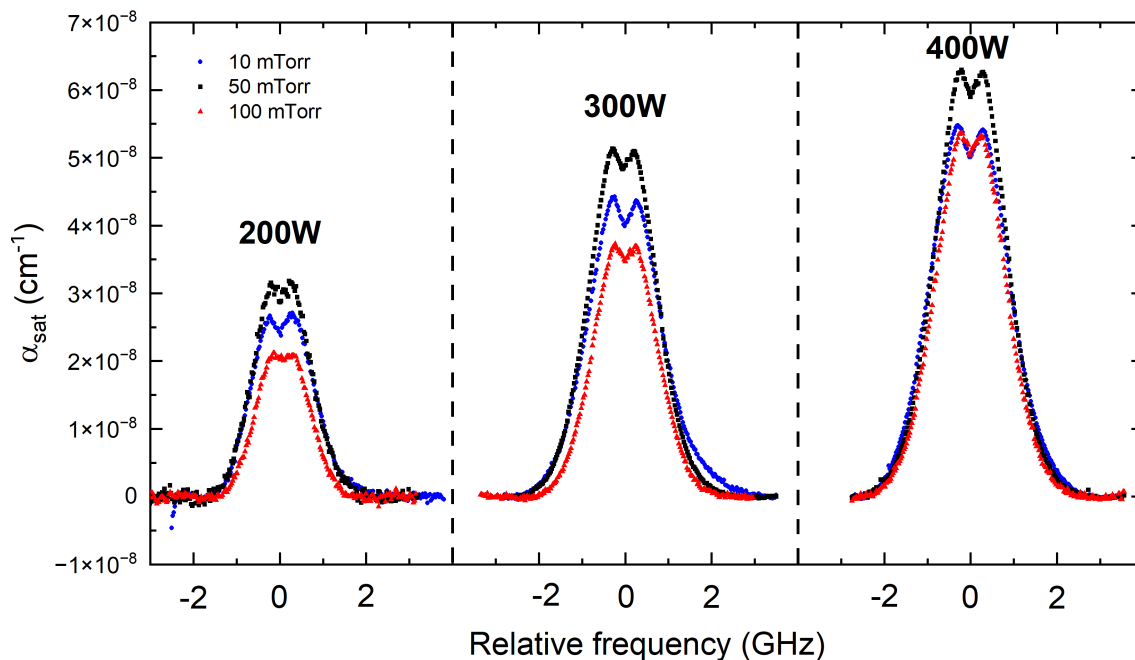 7×10⁻⁸
6×10⁻⁸
5×10⁻⁸
4×10⁻⁸
3×10⁻⁸
2×10⁻⁸
1×10⁻⁸
0
−1×10⁻⁸
α_sat (cm⁻¹)
10 mTorr
50 mTorr
100 mTorr
200W
300W
400W
-2 0 2 -2 0 2 -2 0 2
Relative frequency (GHz)